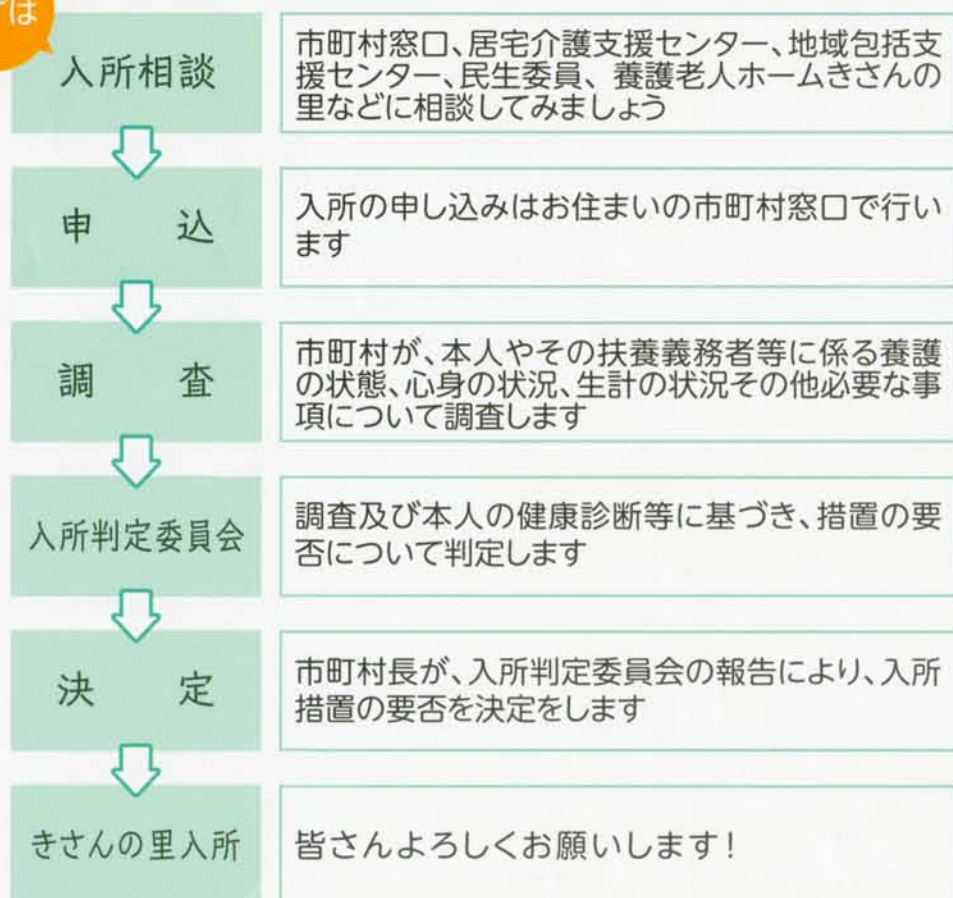 は
入所相談
市町村窓口、居宅介護支援センター、地域包括支
援センター、民生委員、養護老人ホームきさんの
里などに相談してみましょう
申　込
入所の申し込みはお住まいの市町村窓口で行い
ます
調　査
市町村が、本人やその扶養義務者等に係る養護
の状態、心身の状況、生計の状況その他必要な事
項について調査します
入所判定委員会
調査及び本人の健康診断等に基づき、措置の要
否について判定します
決　定
市町村長が、入所判定委員会の報告により、入所
措置の要否を決定をします
きさんの里入所
皆さんよろしくお願いします!